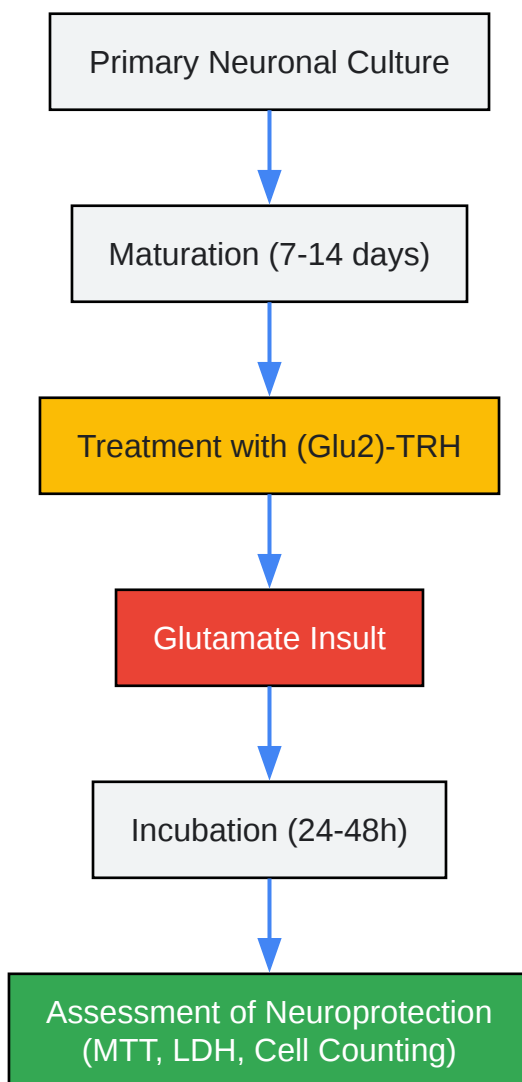 Primary Neuronal Culture
Maturation (7-14 days)
Treatment with (Glu2)-TRH
Glutamate Insult
Incubation (24-48h)
Assessment of Neuroprotection
(MTT, LDH, Cell Counting)